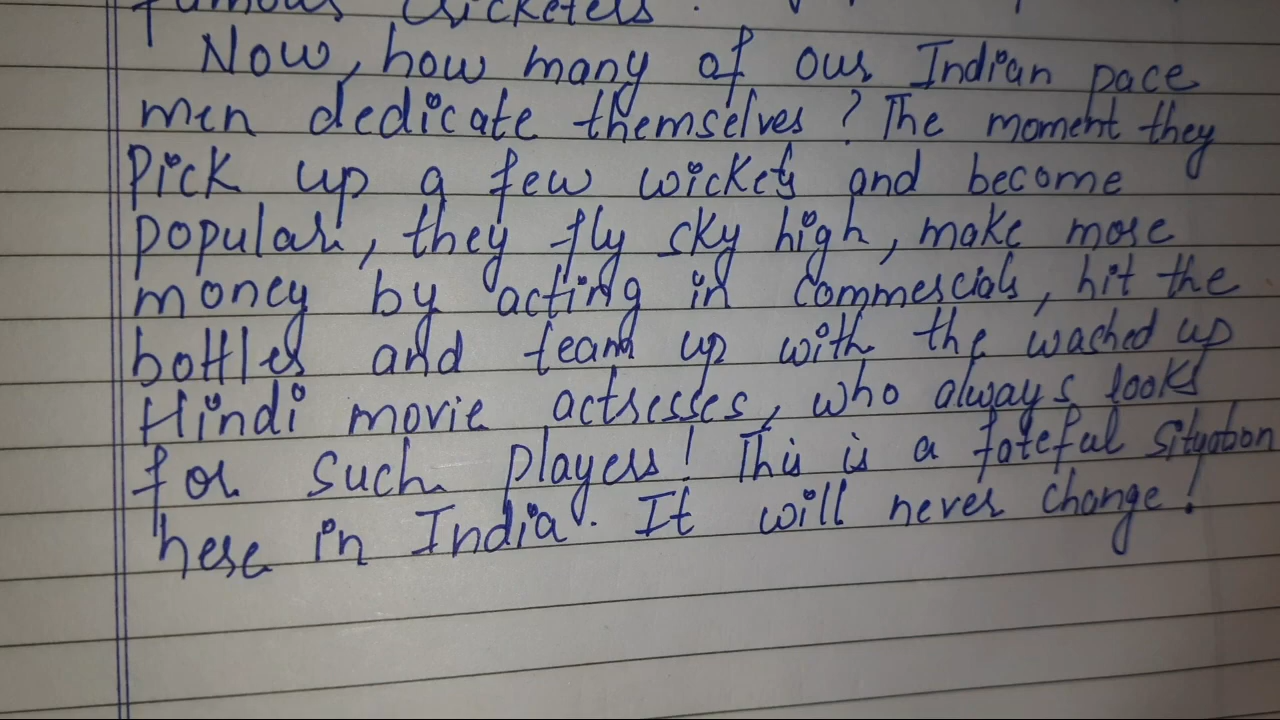 famous cricketers.
Now, how many of our Indian pace
men dedicate themselves? The moment they
Pick up a few wickets and become
popular, they fly sky high, make more
money by acting in commercials, hit the
bottles and team up with the washed up
Hindi movie actresses, who always looks
for such players! This is a fateful situation
here in India. It will never change!